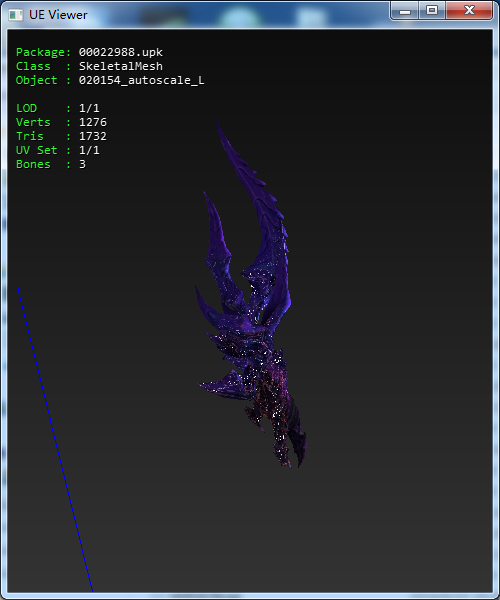 UE Viewer
Package: 00022988.upk
Class : SkeletalMesh
Object : 020154_autoscale_L
LOD : 1/1
Verts : 1276
Tris : 1732
UV Set : 1/1
Bones : 3